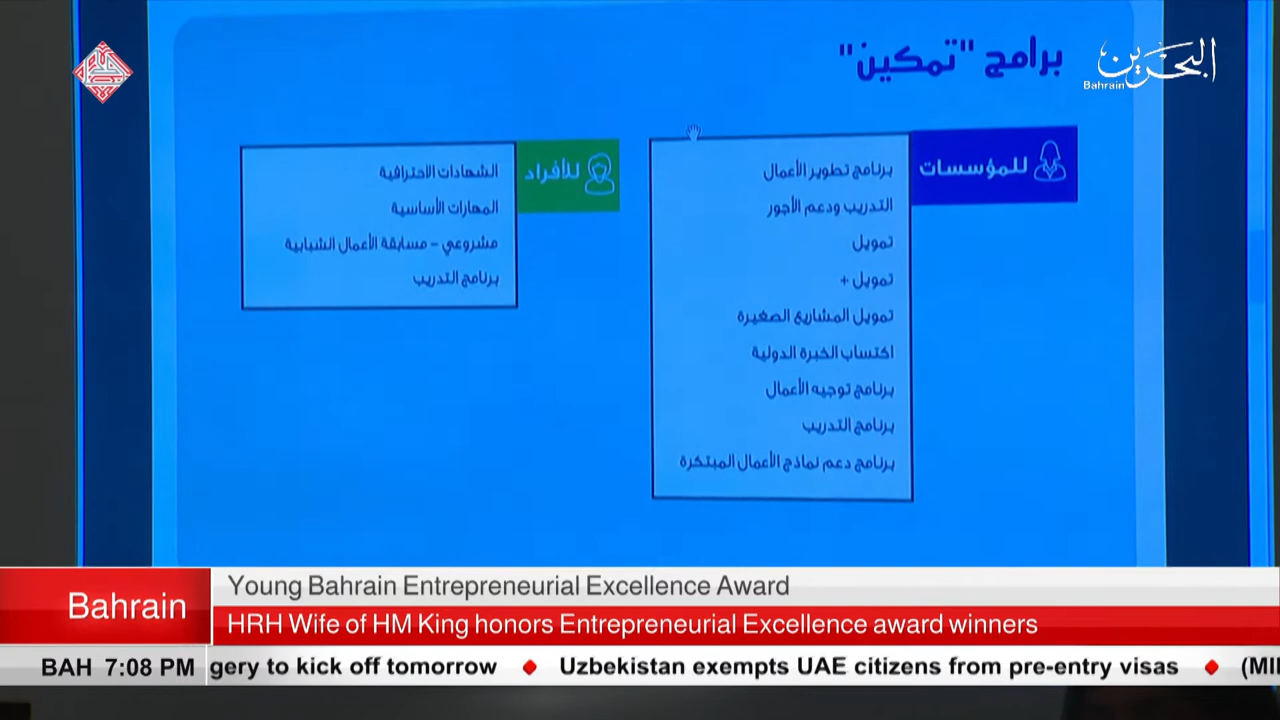 البحرين
Bahrain
برامج "تمكين"
للمؤسسات
برنامج تطوير الأعمال
التدريب ودعم الأجور
تمويل
تمويل +
تمويل المشاريع الصغيرة
اكتساب الخبرة الدولية
برنامج توجيه الأعمال
برنامج التدريب
برنامج دعم نماذج الأعمال المبتكرة
للأفراد
الشهادات الاحترافية
المهارات الأساسية
مشروعي – مسابقة الأعمال الشبابية
برنامج التدريب
Bahrain
Young Bahrain Entrepreneurial Excellence Award
HRH Wife of HM King honors Entrepreneurial Excellence award winners
BAH 7:08 PM gery to kick off tomorrow Uzbekistan exempts UAE citizens from pre-entry visas (MI